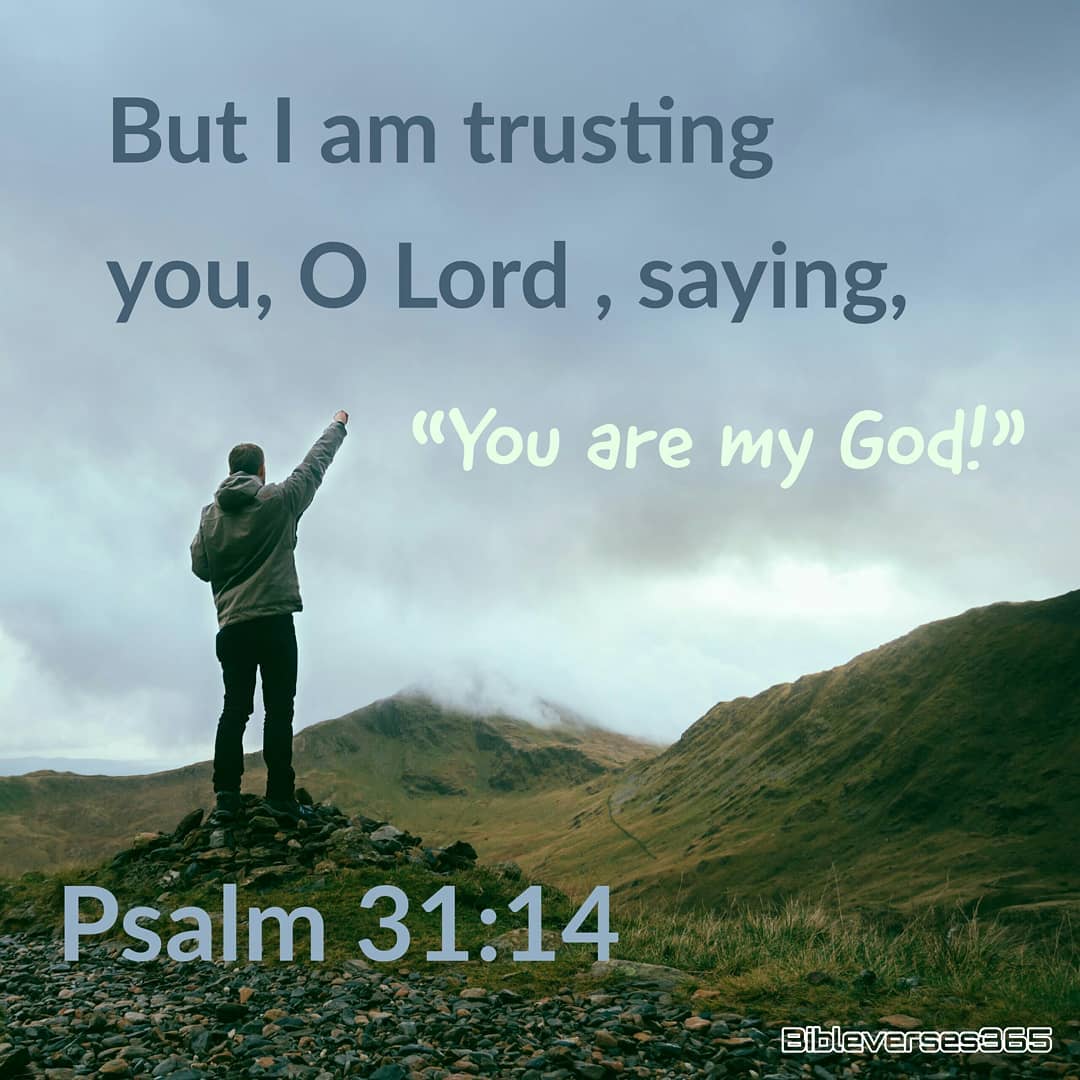 But I am trusting
you, O Lord , saying,
“You are my God!”
Psalm 31:14
Bibleverses365